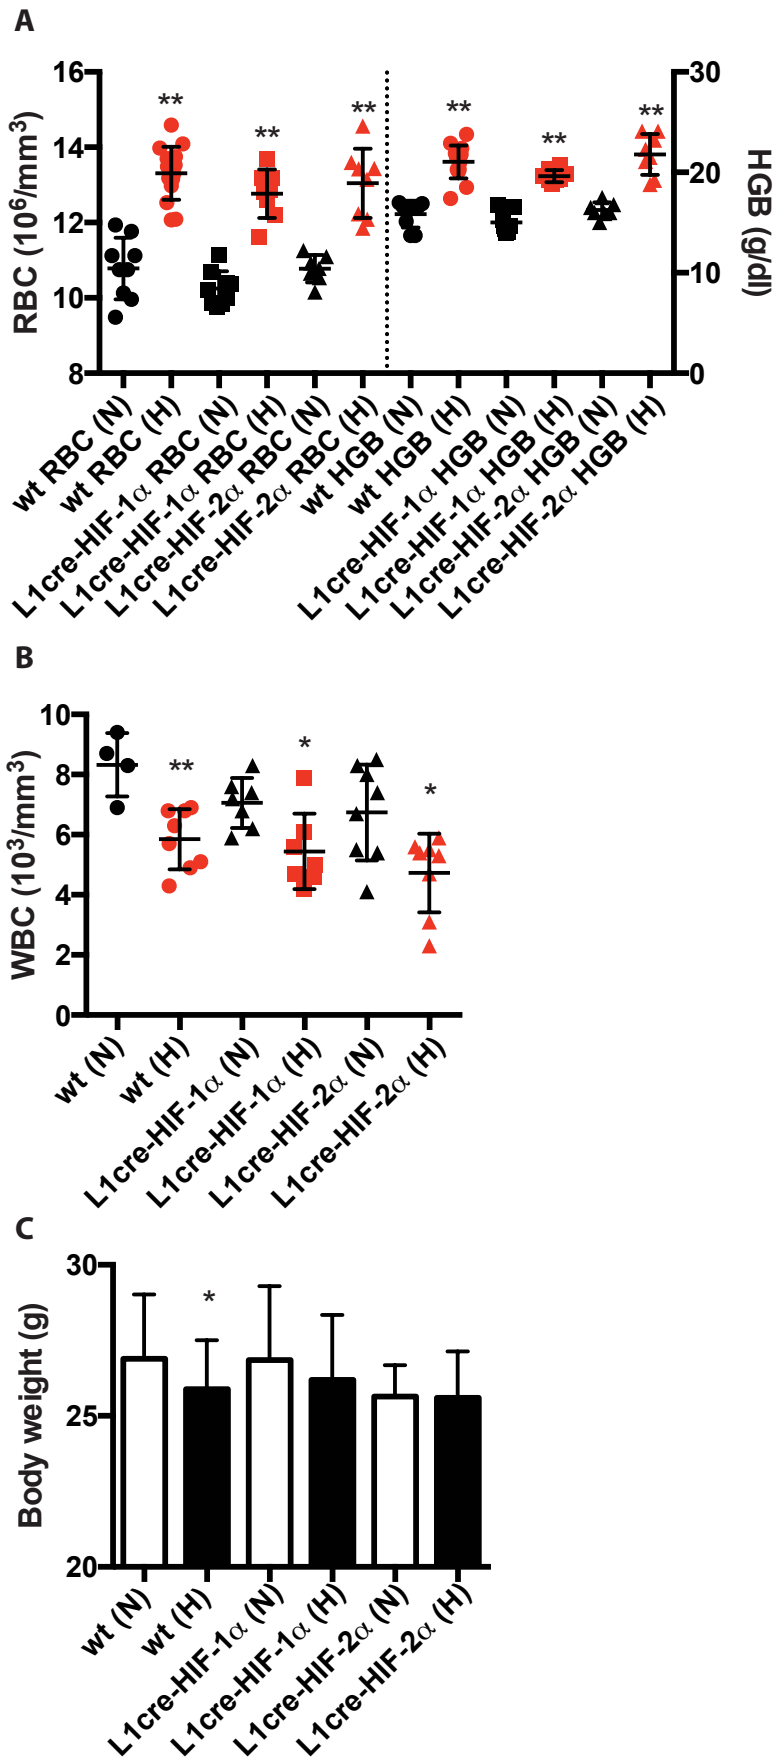 A
RBC (10⁶/mm³)
16
14
12
10
8
** ** ** ** ** **
30
20
10
0
HGB (g/dl)
wt RBC (N)
wt RBC (H)
L1cre-HIF-1α RBC (N)
L1cre-HIF-1α RBC (H)
L1cre-HIF-2α RBC (N)
L1cre-HIF-2α RBC (H)
wt HGB (N)
wt HGB (H)
L1cre-HIF-1α HGB (N)
L1cre-HIF-1α HGB (H)
L1cre-HIF-2α HGB (N)
L1cre-HIF-2α HGB (H)
B
WBC (10³/mm³)
10
8
6
4
2
0
** * *
wt (N)
wt (H)
L1cre-HIF-1α (N)
L1cre-HIF-1α (H)
L1cre-HIF-2α (N)
L1cre-HIF-2α (H)
C
Body weight (g)
30
25
20
*
wt (N)
wt (H)
L1cre-HIF-1α (N)
L1cre-HIF-1α (H)
L1cre-HIF-2α (N)
L1cre-HIF-2α (H)